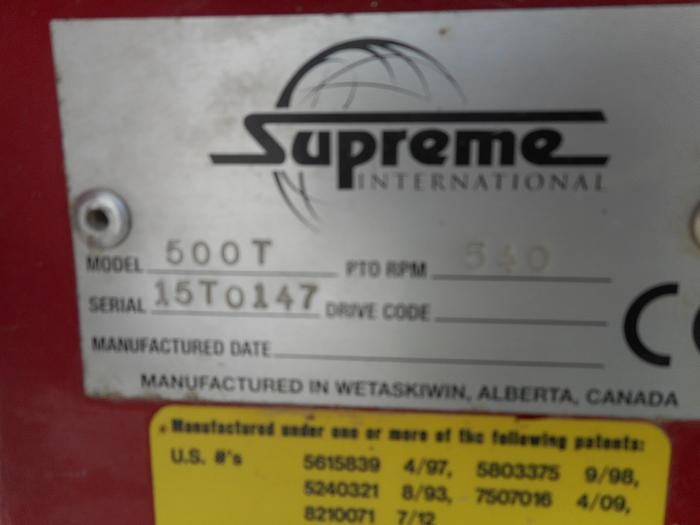 Supreme
INTERNATIONAL
MODEL 500T PTO RPM 540
SERIAL 15T0147 DRIVE CODE
MANUFACTURED DATE
MANUFACTURED IN WETASKIWIN, ALBERTA, CANADA
Manufactured under one or more of the following patents:
U.S. #'s 5615839 4/97, 5803375 9/98,
5240321 8/93, 7507016 4/09,
8210071 7/12